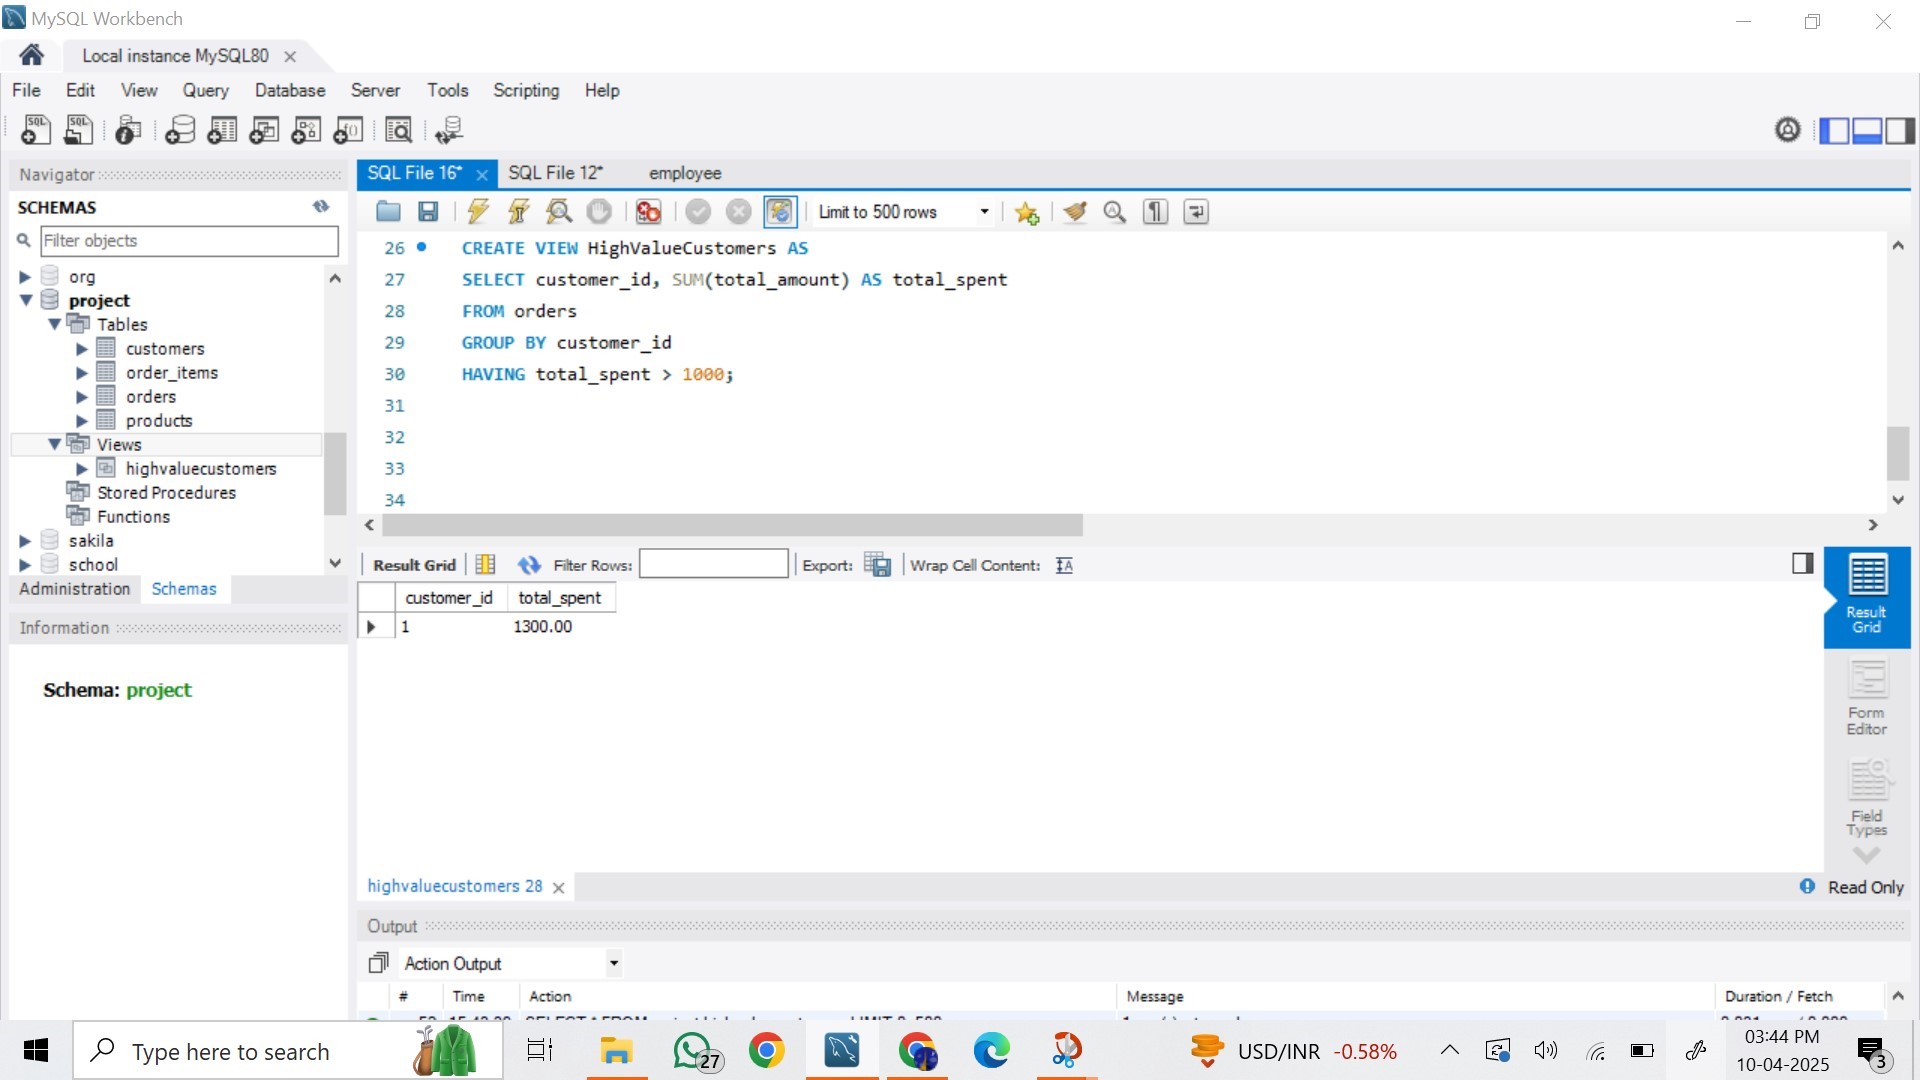 MySQL Workbench
Local instance MySQL80
File Edit View Query Database Server Tools Scripting Help
Navigator
SCHEMAS
Filter objects
org
project
Tables
customers
order_items
orders
products
Views
highvaluecustomers
Stored Procedures
Functions
sakila
school
Administration Schemas
Information
Schema: project
SQL File 16* SQL File 12* employee
Limit to 500 rows
26 CREATE VIEW HighValueCustomers AS
27 SELECT customer_id, SUM(total_amount) AS total_spent
28 FROM orders
29 GROUP BY customer_id
30 HAVING total_spent > 1000;
31
32
33
34
Result Grid Filter Rows: Export: Wrap Cell Content:
customer_id total_spent
1 1300.00
Result Grid
Form Editor
Field Types
highvaluecustomers 28
Read Only
Output
Action Output
# Time Action Message Duration / Fetch
Type here to search
27
USD/INR -0.58%
03:44 PM
10-04-2025
3